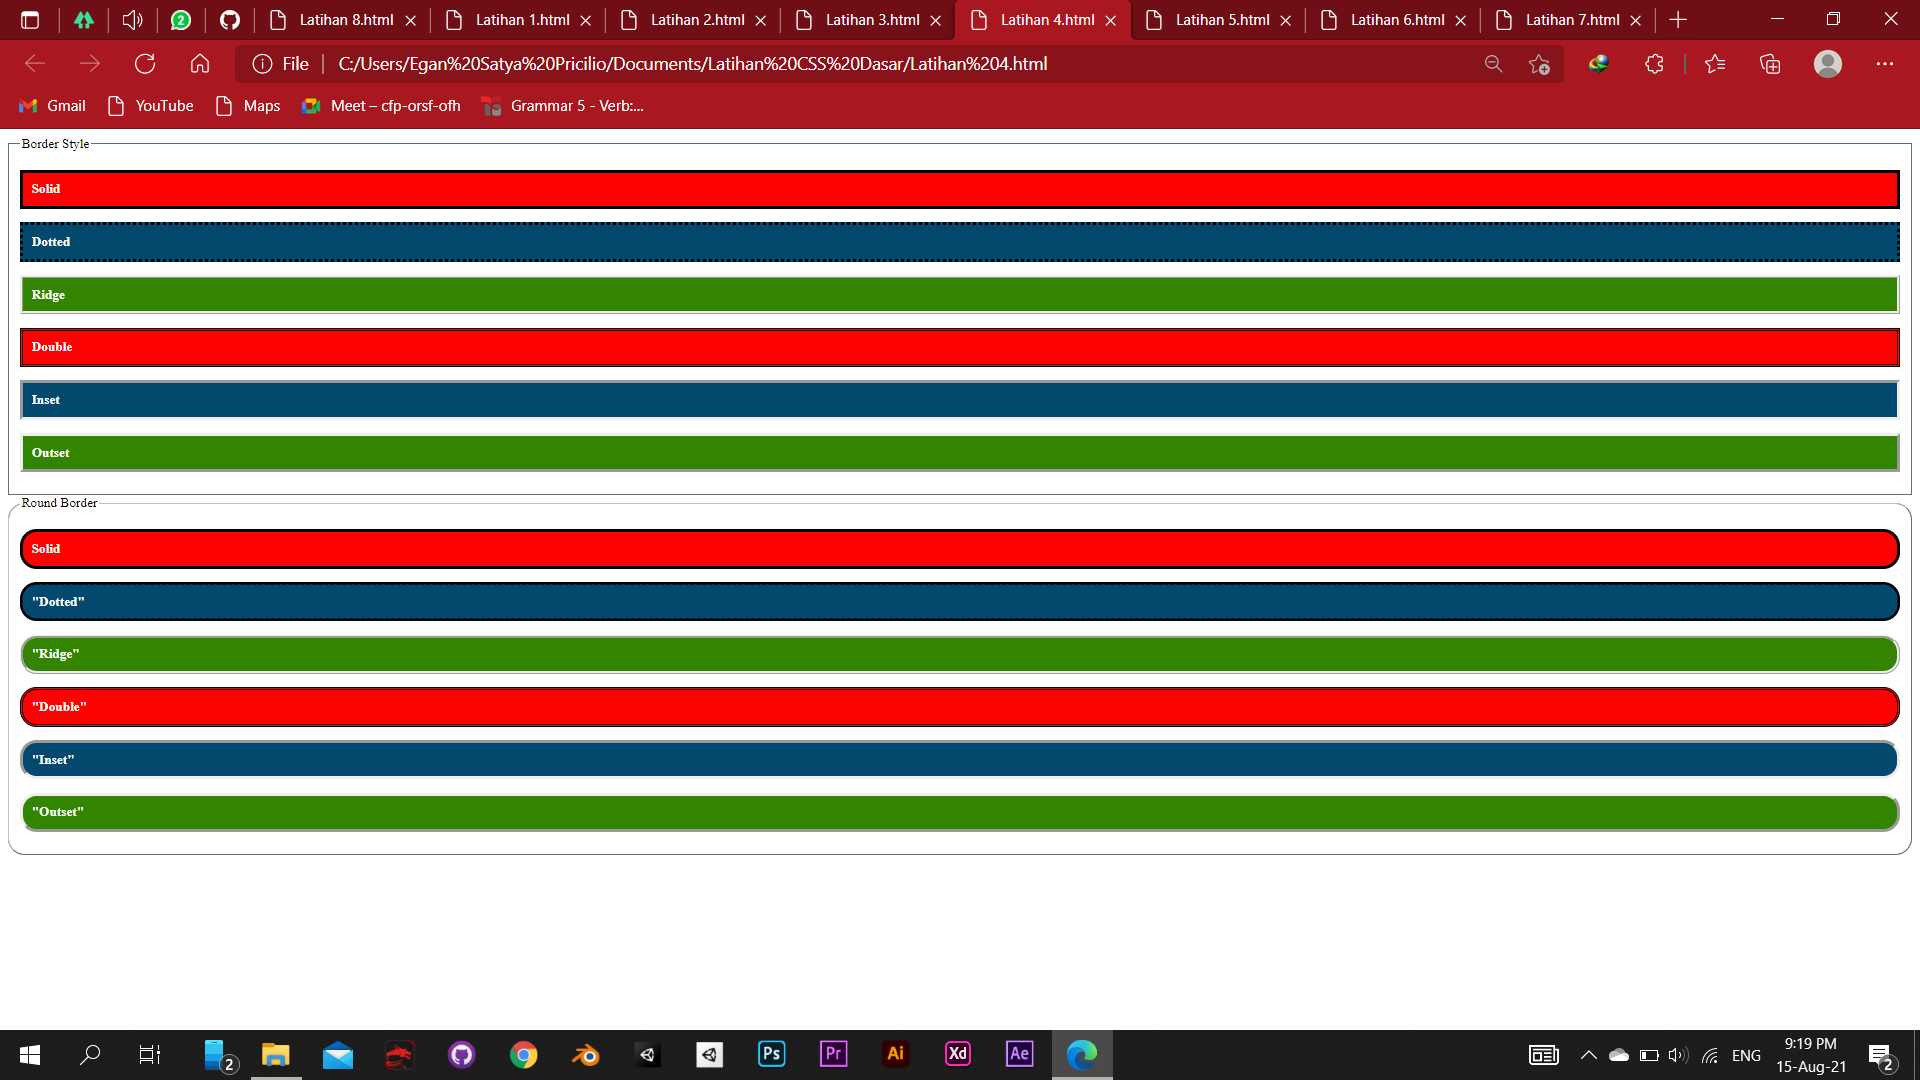 Latihan 8.html
Latihan 1.html
Latihan 2.html
Latihan 3.html
Latihan 4.html
Latihan 5.html
Latihan 6.html
Latihan 7.html
File
C:/Users/Egan%20Satya%20Pricilio/Documents/Latihan%20CSS%20Dasar/Latihan%204.html
Gmail
YouTube
Maps
Meet – cfp-orsf-ofh
Grammar 5 - Verb:...
Border Style
Solid
Dotted
Ridge
Double
Inset
Outset
Round Border
Solid
"Dotted"
"Ridge"
"Double"
"Inset"
"Outset"
2
2
Ps
Pr
Ai
Xd
Ae
ENG
9:19 PM
15-Aug-21
2